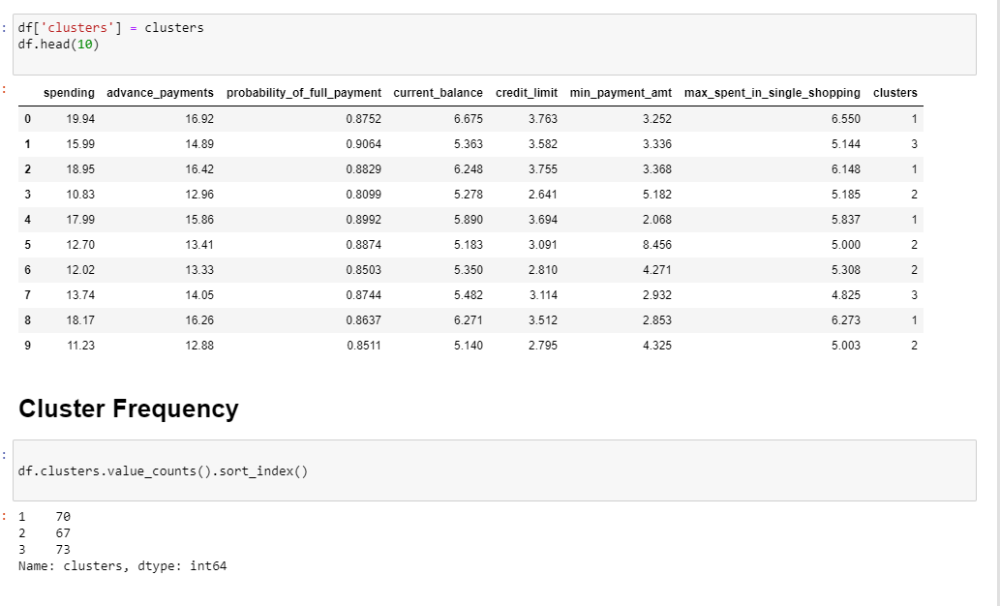 : df['clusters'] = clusters
df.head(10)
:
spending advance_payments probability_of_full_payment current_balance credit_limit min_payment_amt max_spent_in_single_shopping clusters
0 19.94 16.92 0.8752 6.675 3.763 3.252 6.550 1
1 15.99 14.89 0.9064 5.363 3.582 3.336 5.144 3
2 18.95 16.42 0.8829 6.248 3.755 3.368 6.148 1
3 10.83 12.96 0.8099 5.278 2.641 5.182 5.185 2
4 17.99 15.86 0.8992 5.890 3.694 2.068 5.837 1
5 12.70 13.41 0.8874 5.183 3.091 8.456 5.000 2
6 12.02 13.33 0.8503 5.350 2.810 4.271 5.308 2
7 13.74 14.05 0.8744 5.482 3.114 2.932 4.825 3
8 18.17 16.26 0.8637 6.271 3.512 2.853 6.273 1
9 11.23 12.88 0.8511 5.140 2.795 4.325 5.003 2
Cluster Frequency
:
df.clusters.value_counts().sort_index()
: 1 70
2 67
3 73
Name: clusters, dtype: int64